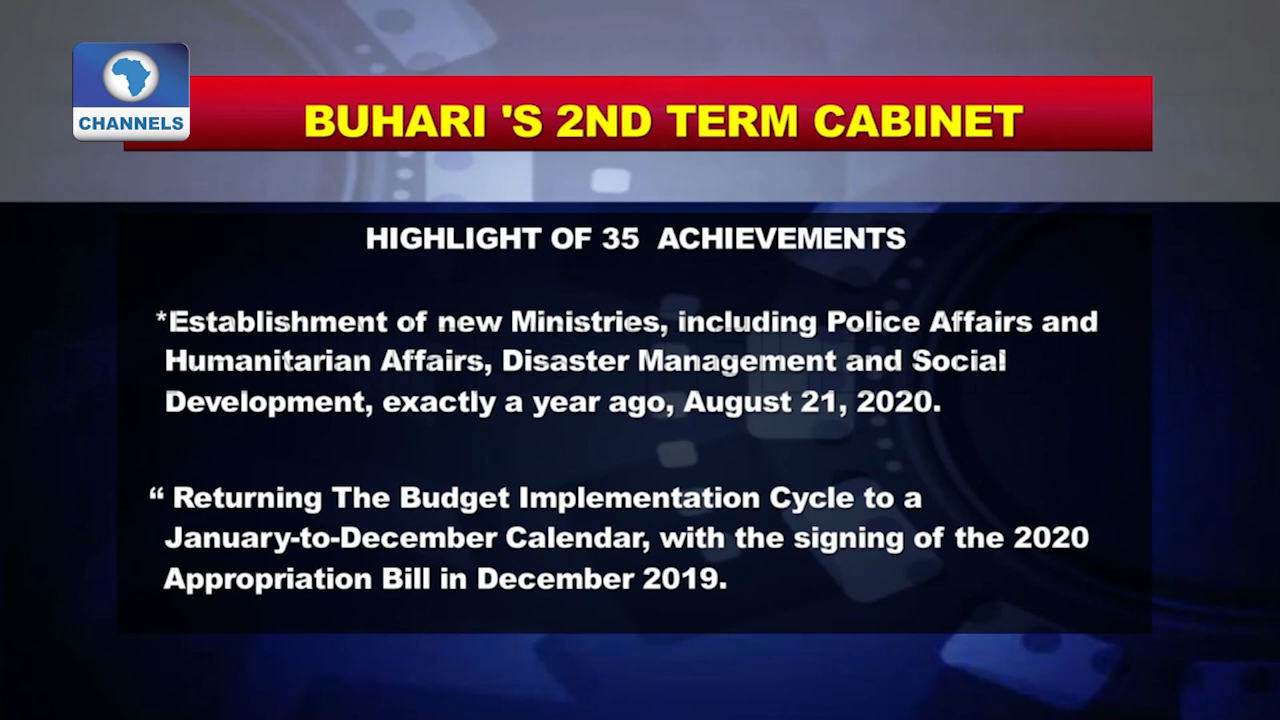 CHANNELS
BUHARI 'S 2ND TERM CABINET
HIGHLIGHT OF 35 ACHIEVEMENTS
*Establishment of new Ministries, including Police Affairs and
Humanitarian Affairs, Disaster Management and Social
Development, exactly a year ago, August 21, 2020.
“ Returning The Budget Implementation Cycle to a
January-to-December Calendar, with the signing of the 2020
Appropriation Bill in December 2019.